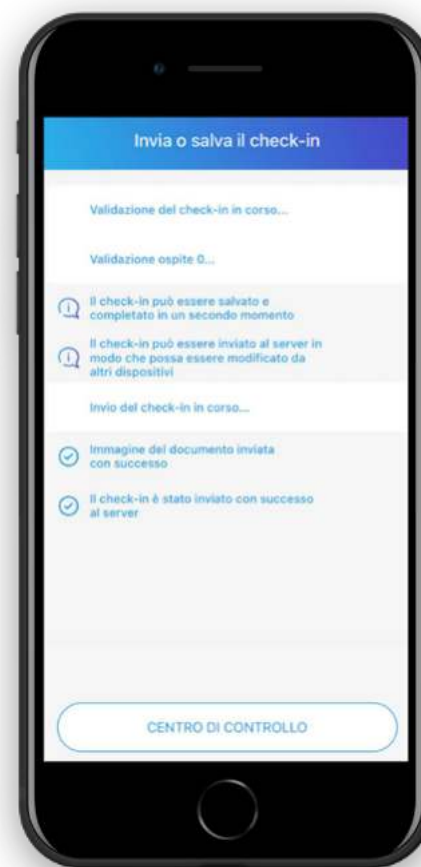 Invia o salva il check-in
Validazione del check-in in corso...
Validazione ospite 0...
Il check-in può essere salvato e
completato in un secondo momento
Il check-in può essere inviato al server in
modo che possa essere modificato da
altri dispositivi
Invio del check-in in corso...
Immagine del documento inviata
con successo
Il check-in è stato inviato con successo
al server
CENTRO DI CONTROLLO